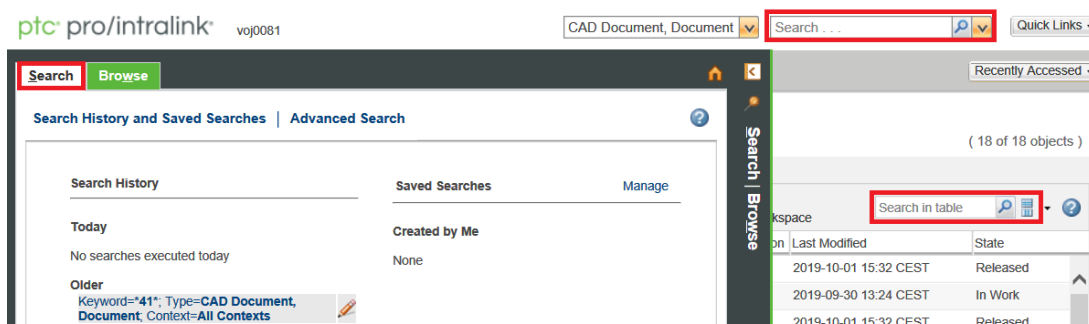 ptc pro/intralink voj0081 CAD Document, Document Search . . . Quick Links
Search Browse Recently Accessed
Search History and Saved Searches | Advanced Search
( 18 of 18 objects )
Search | Browse
Search History Saved Searches Manage
Search in table
kspace
Today Created by Me
on Last Modified State
No searches executed today None
2019-10-01 15:32 CEST Released
Older
Keyword=*41*; Type=CAD Document,
2019-09-30 13:24 CEST In Work
Document; Context=All Contexts
2019-10-01 15:32 CEST Released